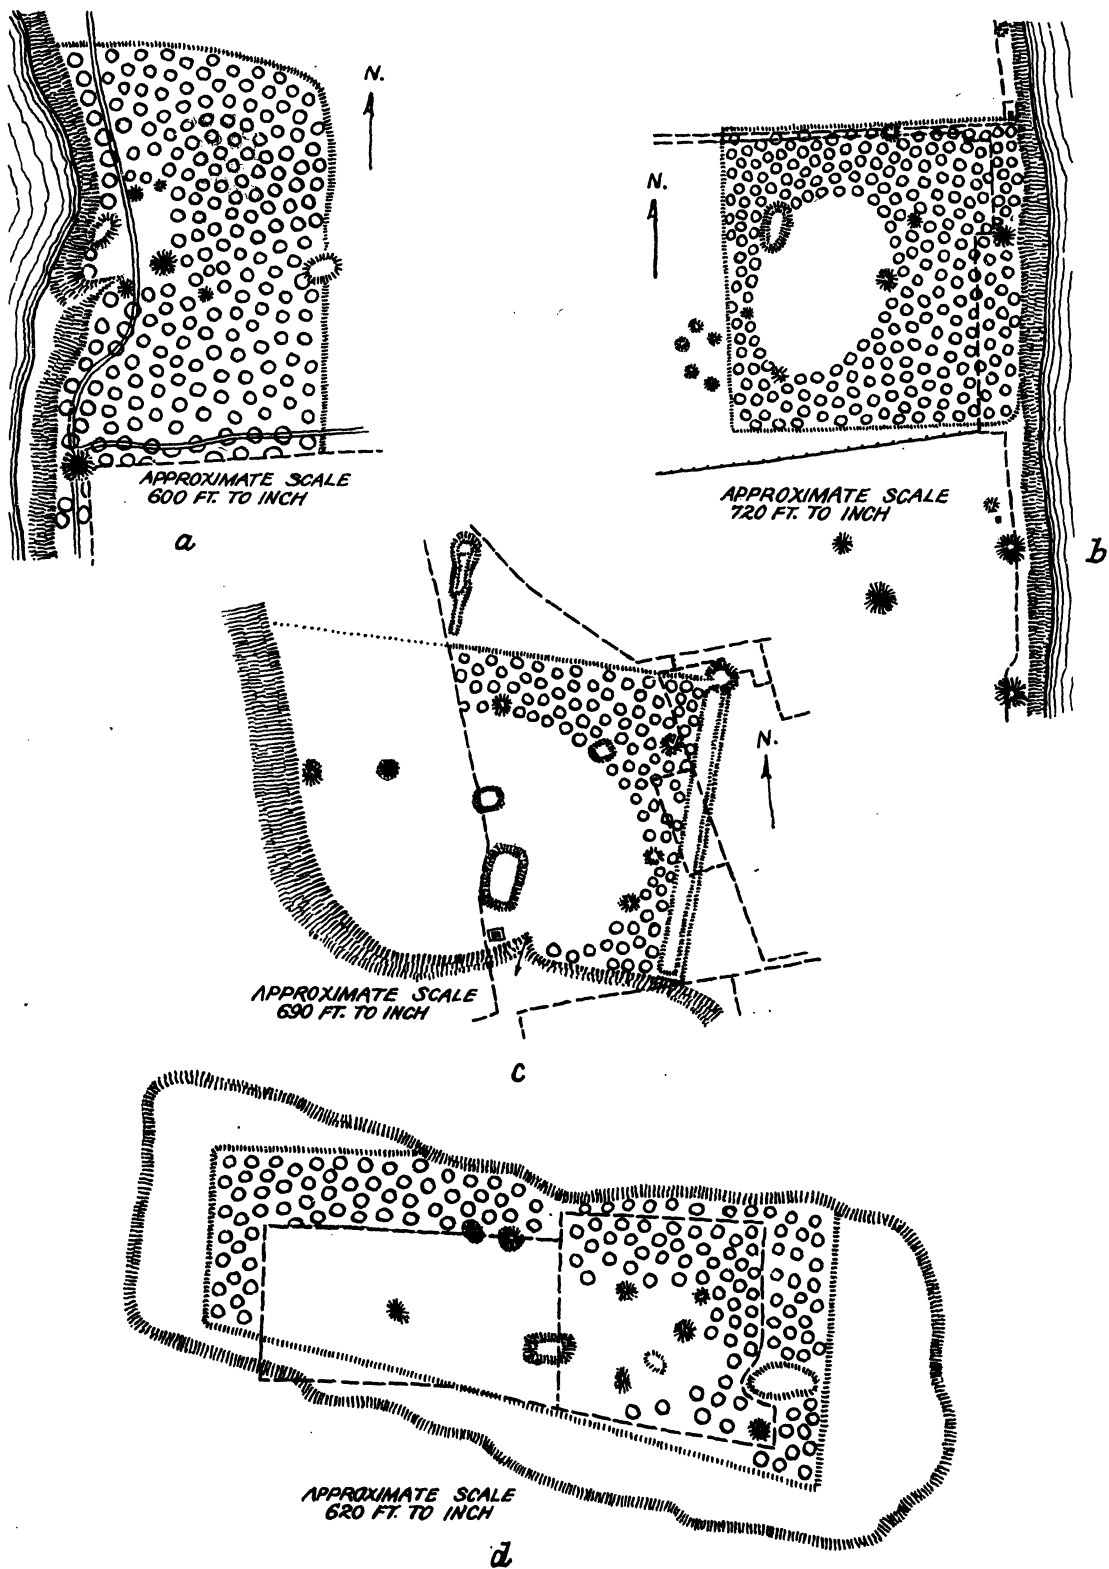 N.
N.
APPROXIMATE SCALE
600 FT. TO INCH
a
APPROXIMATE SCALE
720 FT. TO INCH
b
N.
APPROXIMATE SCALE
690 FT. TO INCH
c
APPROXIMATE SCALE
620 FT. TO INCH
d